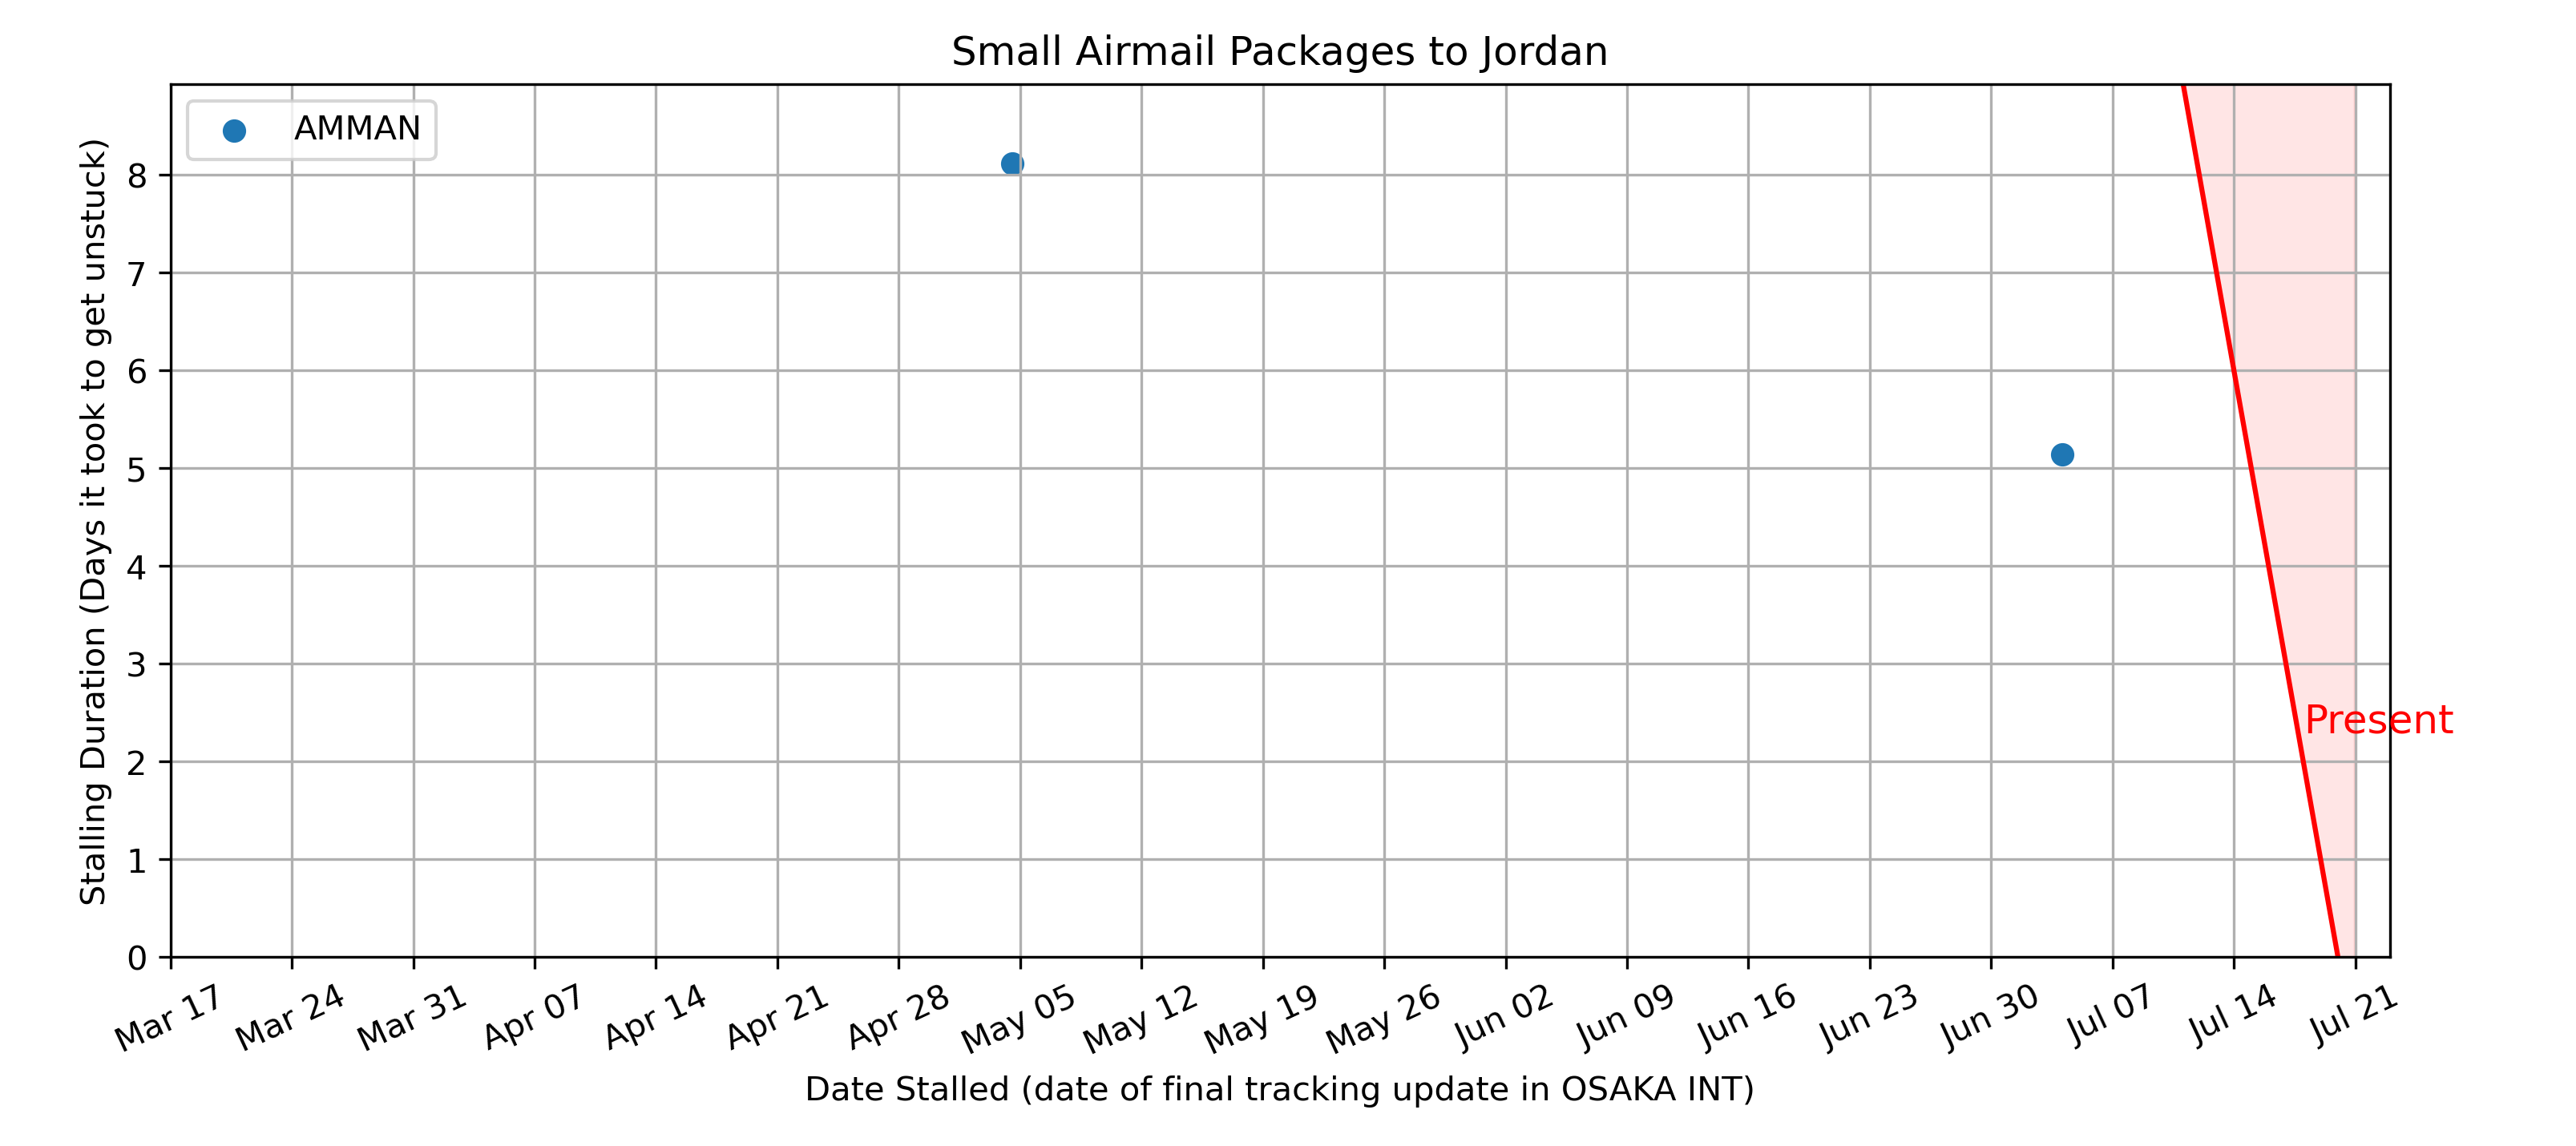 Small Airmail Packages to Jordan
AMMAN
Stalling Duration (Days it took to get unstuck)
8
7
6
5
4
3
2
1
0
Present
Mar 17 Mar 24 Mar 31 Apr 07 Apr 14 Apr 21 Apr 28 May 05 May 12 May 19 May 26 Jun 02 Jun 09 Jun 16 Jun 23 Jun 30 Jul 07 Jul 14 Jul 21
Date Stalled (date of final tracking update in OSAKA INT)